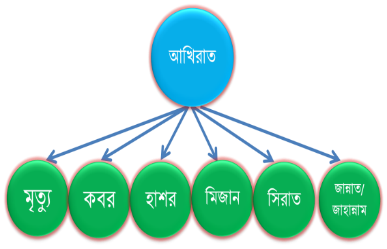 আখিরাত
মৃত্যু
কবর
হাশর
মিজান
সিরাত
জান্নাত/
জাহান্নাম